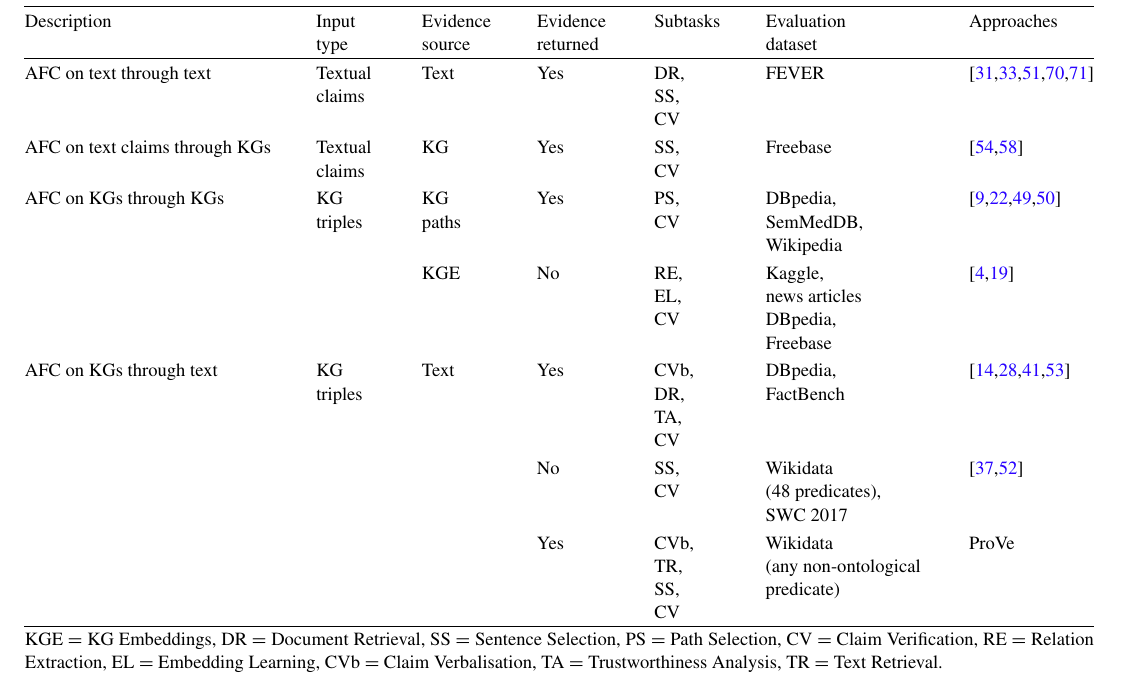 Description Input Evidence Evidence Subtasks Evaluation Approaches
type source returned dataset
AFC on text through text Textual Text Yes DR, FEVER [31,33,51,70,71]
claims SS,
CV
AFC on text claims through KGs Textual KG Yes SS, Freebase [54,58]
claims CV
AFC on KGs through KGs KG KG Yes PS, DBpedia, [9,22,49,50]
triples paths CV SemMedDB,
Wikipedia
KGE No RE, Kaggle, [4,19]
EL, news articles
CV DBpedia,
Freebase
AFC on KGs through text KG Text Yes CVb, DBpedia, [14,28,41,53]
triples DR, FactBench
TA,
CV
No SS, Wikidata [37,52]
CV (48 predicates),
SWC 2017
Yes CVb, Wikidata ProVe
TR, (any non-ontological
SS, predicate)
CV
KGE = KG Embeddings, DR = Document Retrieval, SS = Sentence Selection, PS = Path Selection, CV = Claim Verification, RE = Relation
Extraction, EL = Embedding Learning, CVb = Claim Verbalisation, TA = Trustworthiness Analysis, TR = Text Retrieval.